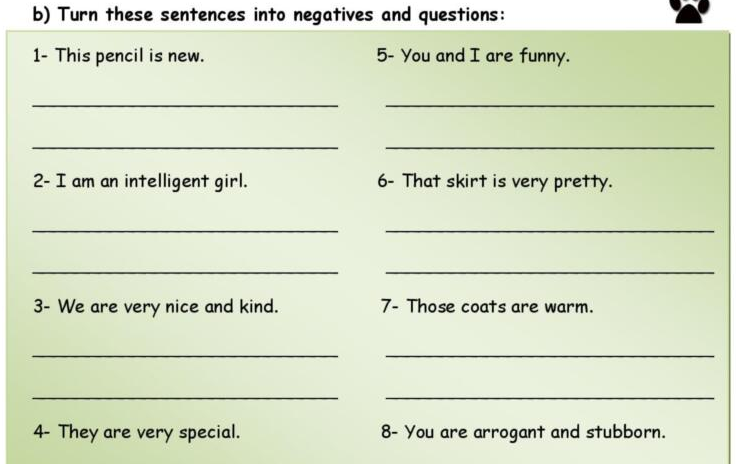 b) Turn these sentences into negatives and questions:
1- This pencil is new.
2- I am an intelligent girl.
3- We are very nice and kind.
4- They are very special.
5- You and I are funny.
6- That skirt is very pretty.
7- Those coats are warm.
8- You are arrogant and stubborn.